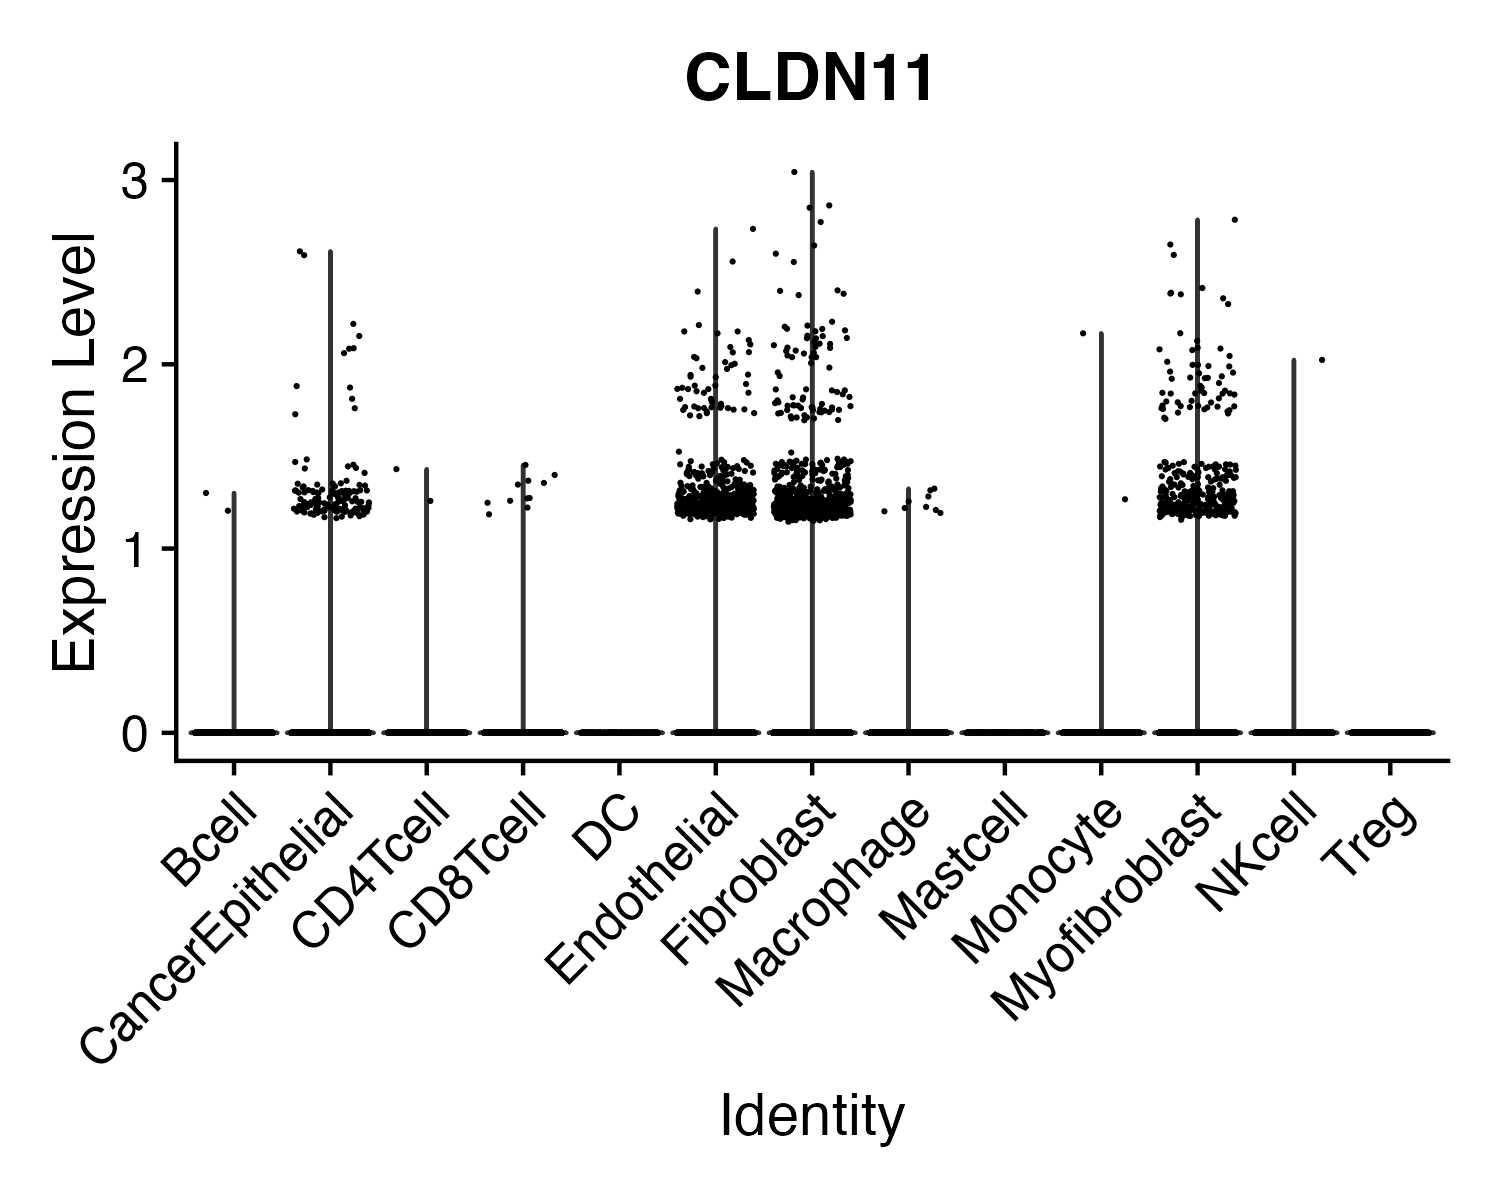 CLDN11
Expression Level
3
2
1
0
Bcell
CancerEpithelial
CD4Tcell
CD8Tcell
DC
Endothelial
Fibroblast
Macrophage
Mastcell
Monocyte
Myofibroblast
NKcell
Treg
Identity